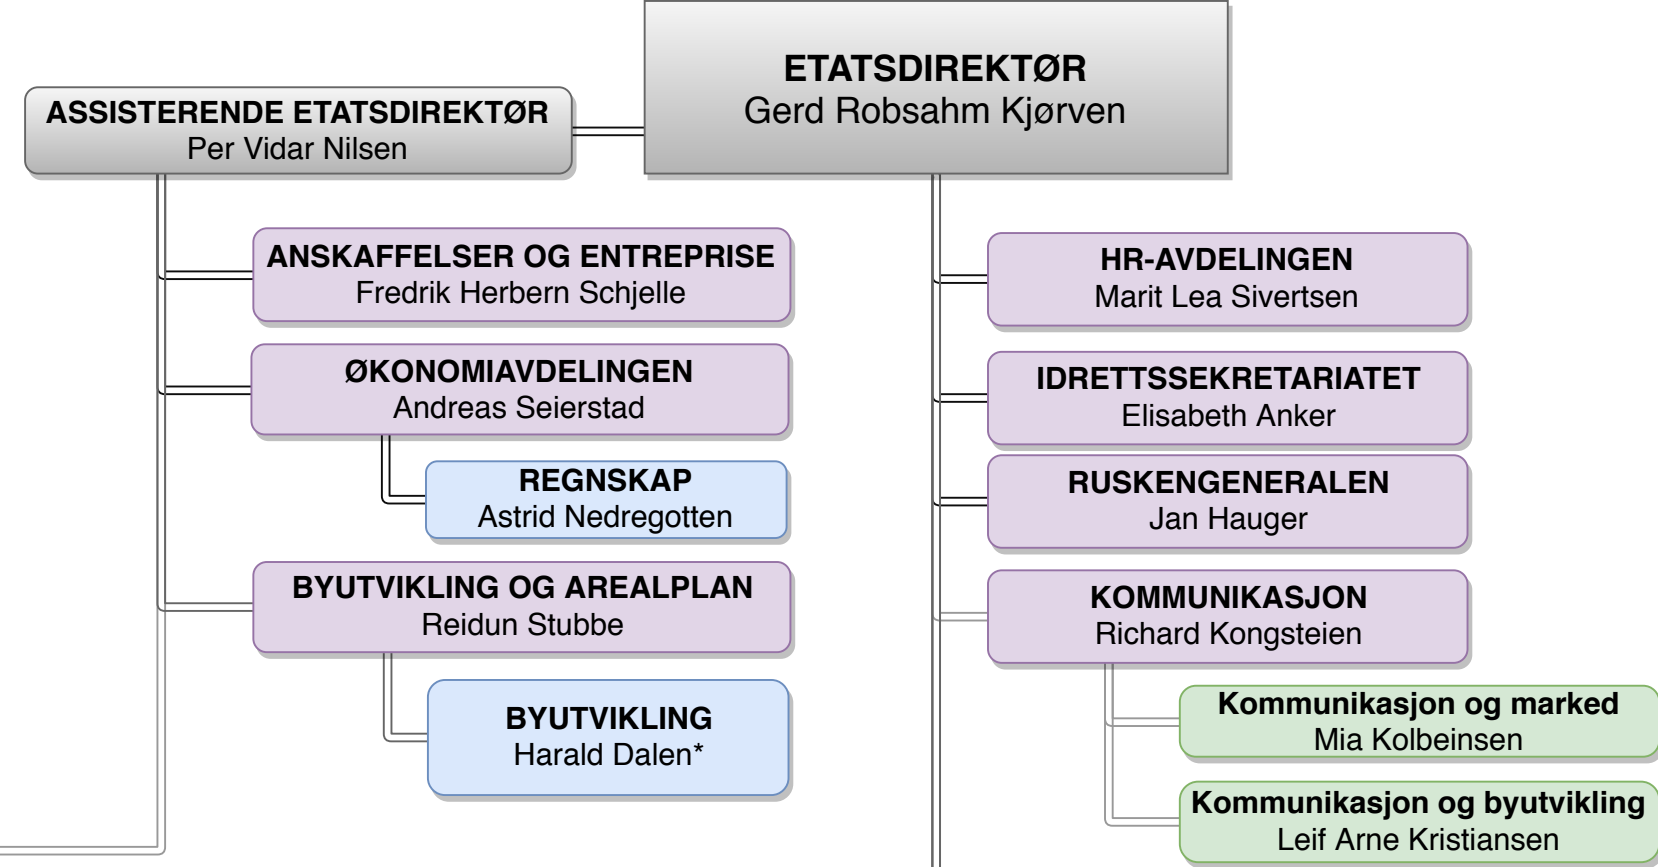 ETATSDIREKTØR
Gerd Robsahm Kjørven
ASSISTERENDE ETATSDIREKTØR
Per Vidar Nilsen
ANSKAFFELSER OG ENTREPRISE
Fredrik Herbern Schjelle
ØKONOMIAVDELINGEN
Andreas Seierstad
REGNSKAP
Astrid Nedregotten
BYUTVIKLING OG AREALPLAN
Reidun Stubbe
BYUTVIKLING
Harald Dalen*
HR-AVDELINGEN
Marit Lea Sivertsen
IDRETTSSEKRETARIATET
Elisabeth Anker
RUSKENGENERALEN
Jan Hauger
KOMMUNIKASJON
Richard Kongsteien
Kommunikasjon og marked
Mia Kolbeinsen
Kommunikasjon og byutvikling
Leif Arne Kristiansen